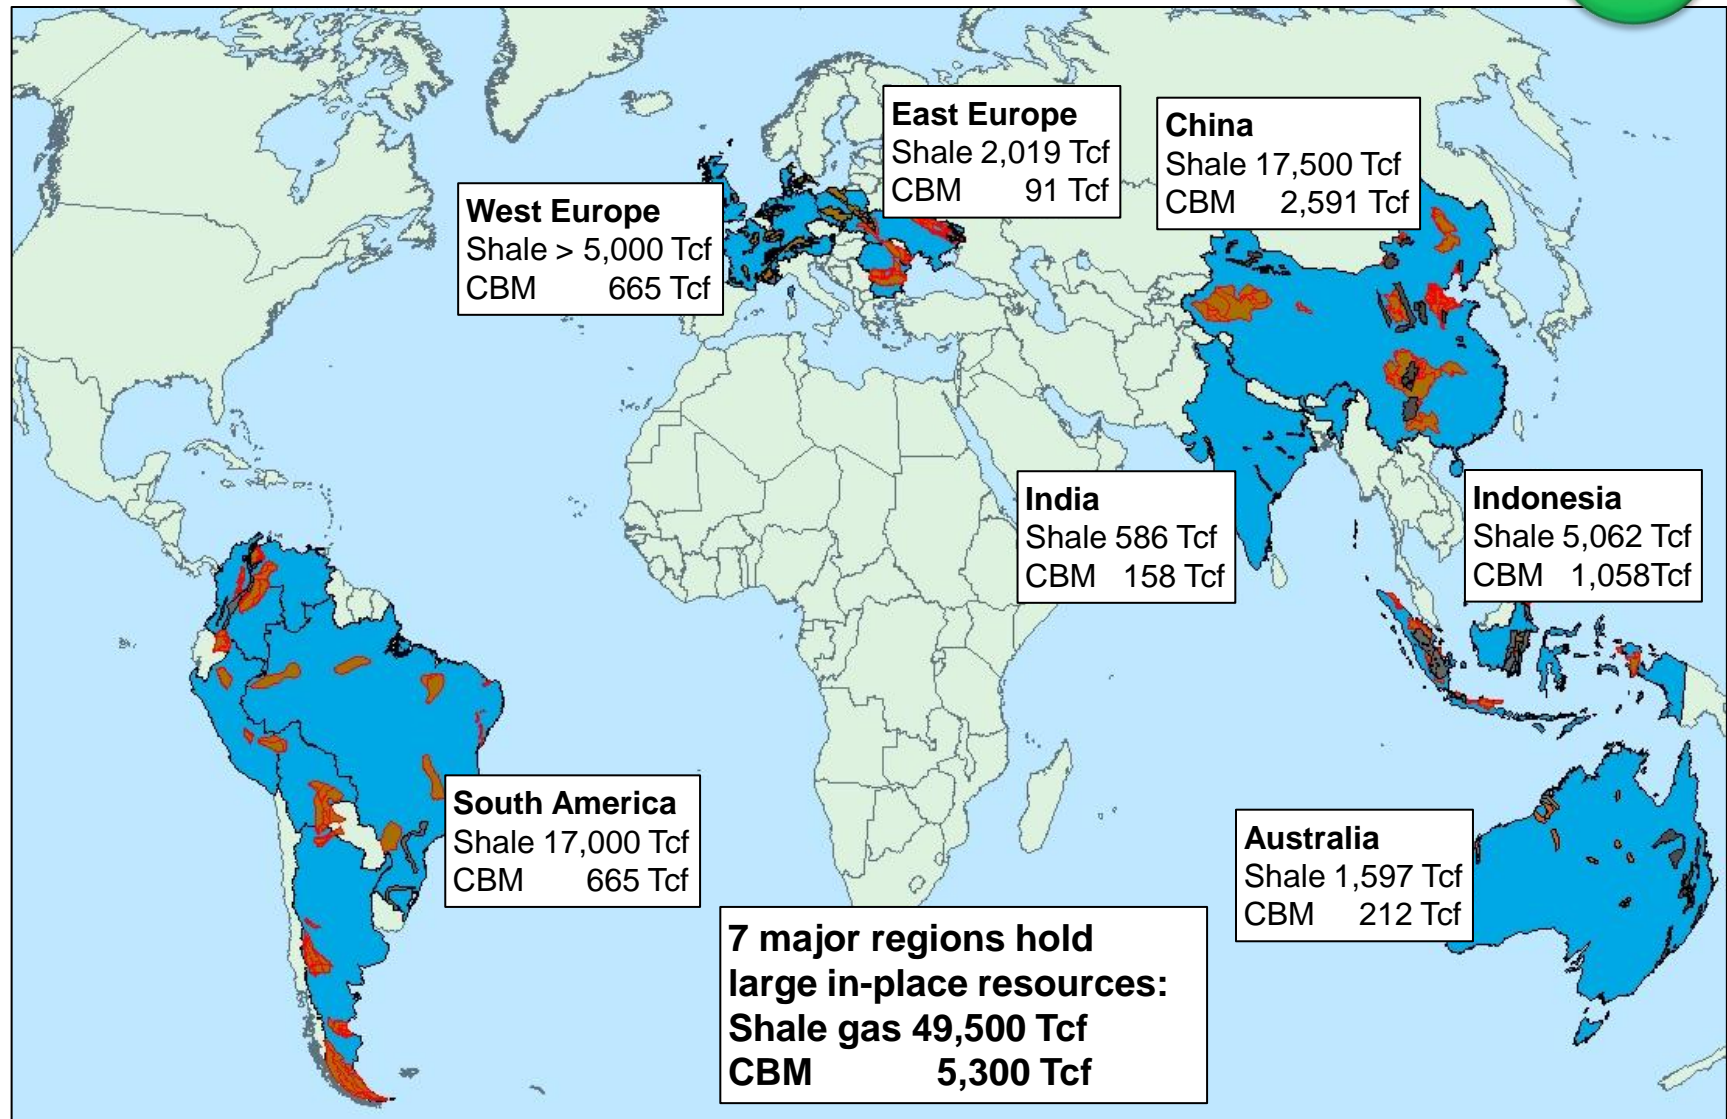 East Europe
Shale 2,019 Tcf
CBM 91 Tcf
China
Shale 17,500 Tcf
CBM 2,591 Tcf
West Europe
Shale > 5,000 Tcf
CBM 665 Tcf
India
Shale 586 Tcf
CBM 158 Tcf
Indonesia
Shale 5,062 Tcf
CBM 1,058Tcf
South America
Shale 17,000 Tcf
CBM 665 Tcf
Australia
Shale 1,597 Tcf
CBM 212 Tcf
7 major regions hold
large in-place resources:
Shale gas 49,500 Tcf
CBM 5,300 Tcf